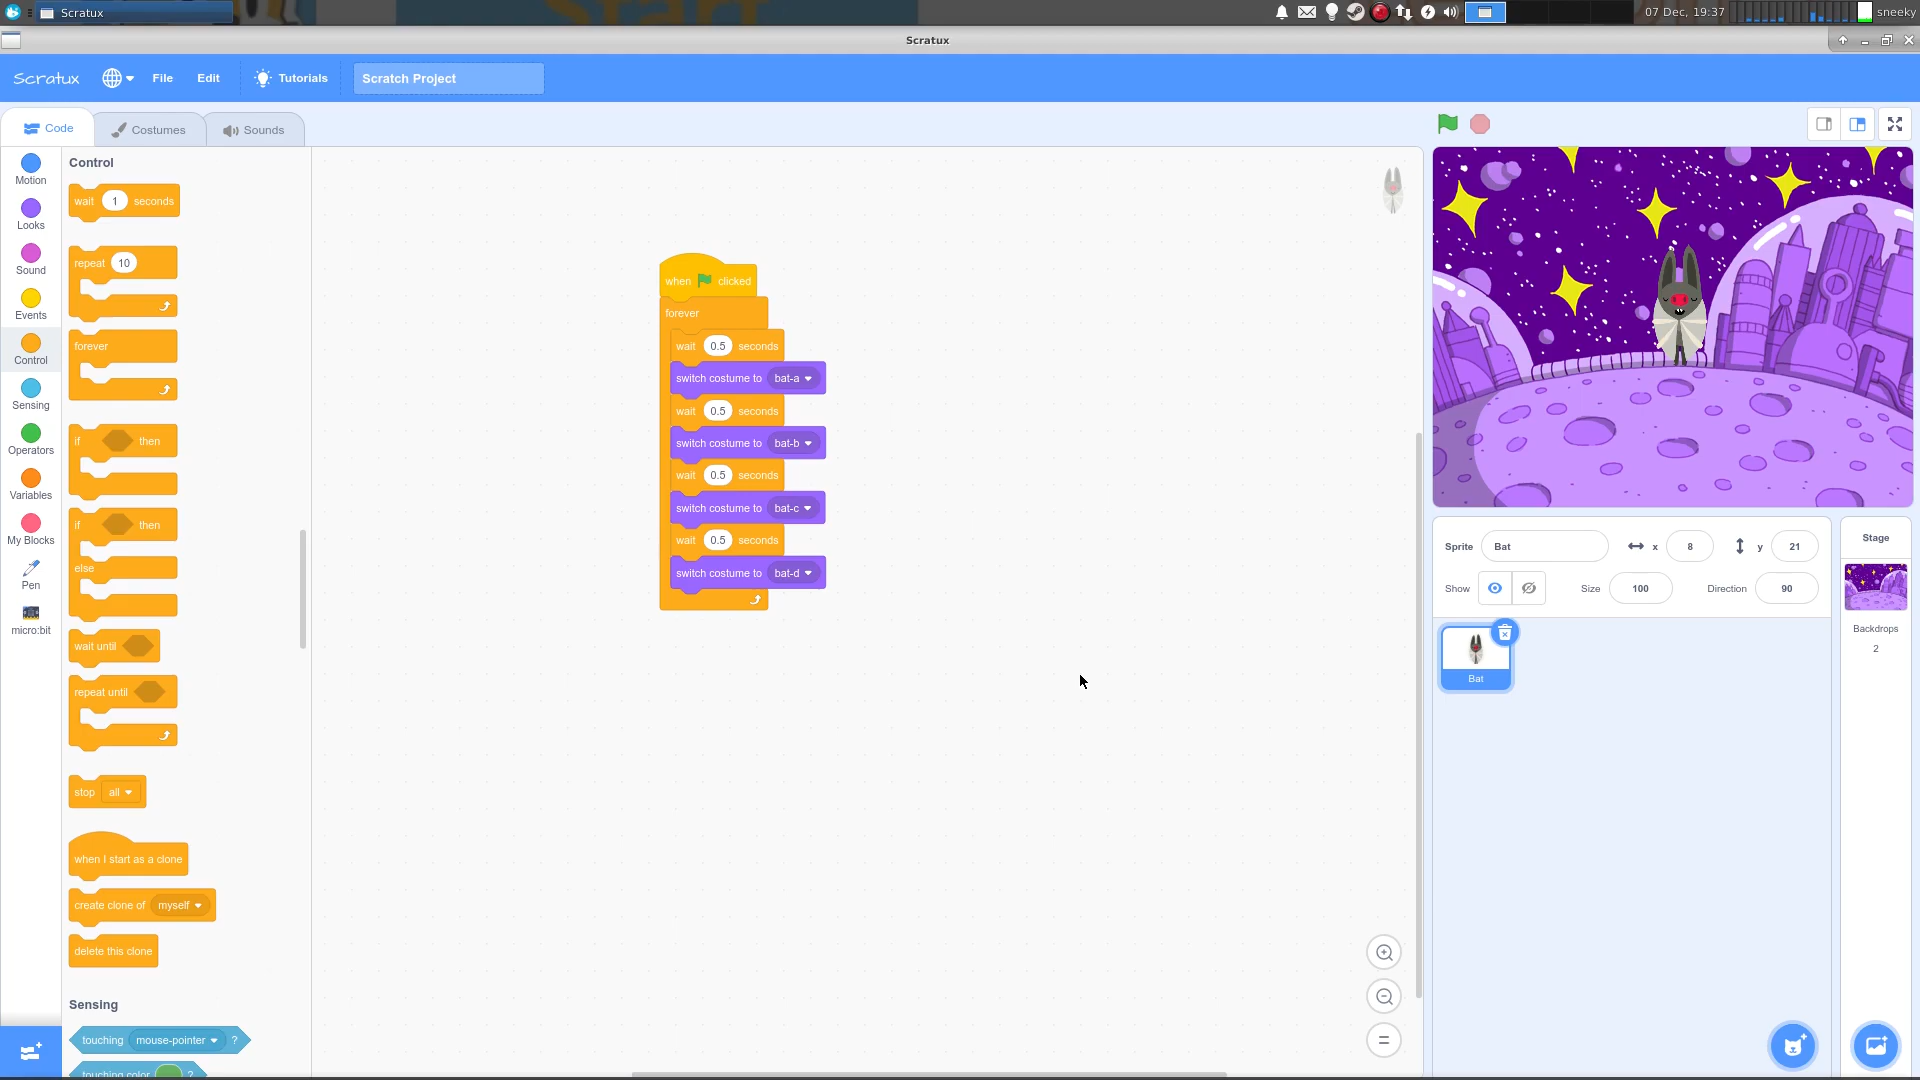 Scratux
07 Dec, 19:37
sneeky
Scratux
Scratux
File
Edit
Tutorials
Scratch Project
Code
Costumes
Sounds
Motion
Looks
Sound
Events
Control
Sensing
Operators
Variables
My Blocks
Pen
micro:bit
Control
wait 1 seconds
repeat 10
forever
if then
if then
else
wait until
repeat until
stop all
when I start as a clone
create clone of myself
delete this clone
Sensing
touching mouse-pointer ?
touching color ?
when clicked
forever
wait 0.5 seconds
switch costume to bat-a
wait 0.5 seconds
switch costume to bat-b
wait 0.5 seconds
switch costume to bat-c
wait 0.5 seconds
switch costume to bat-d
Sprite Bat x 8 y 21
Show Size 100 Direction 90
Bat
Stage
Backdrops
2